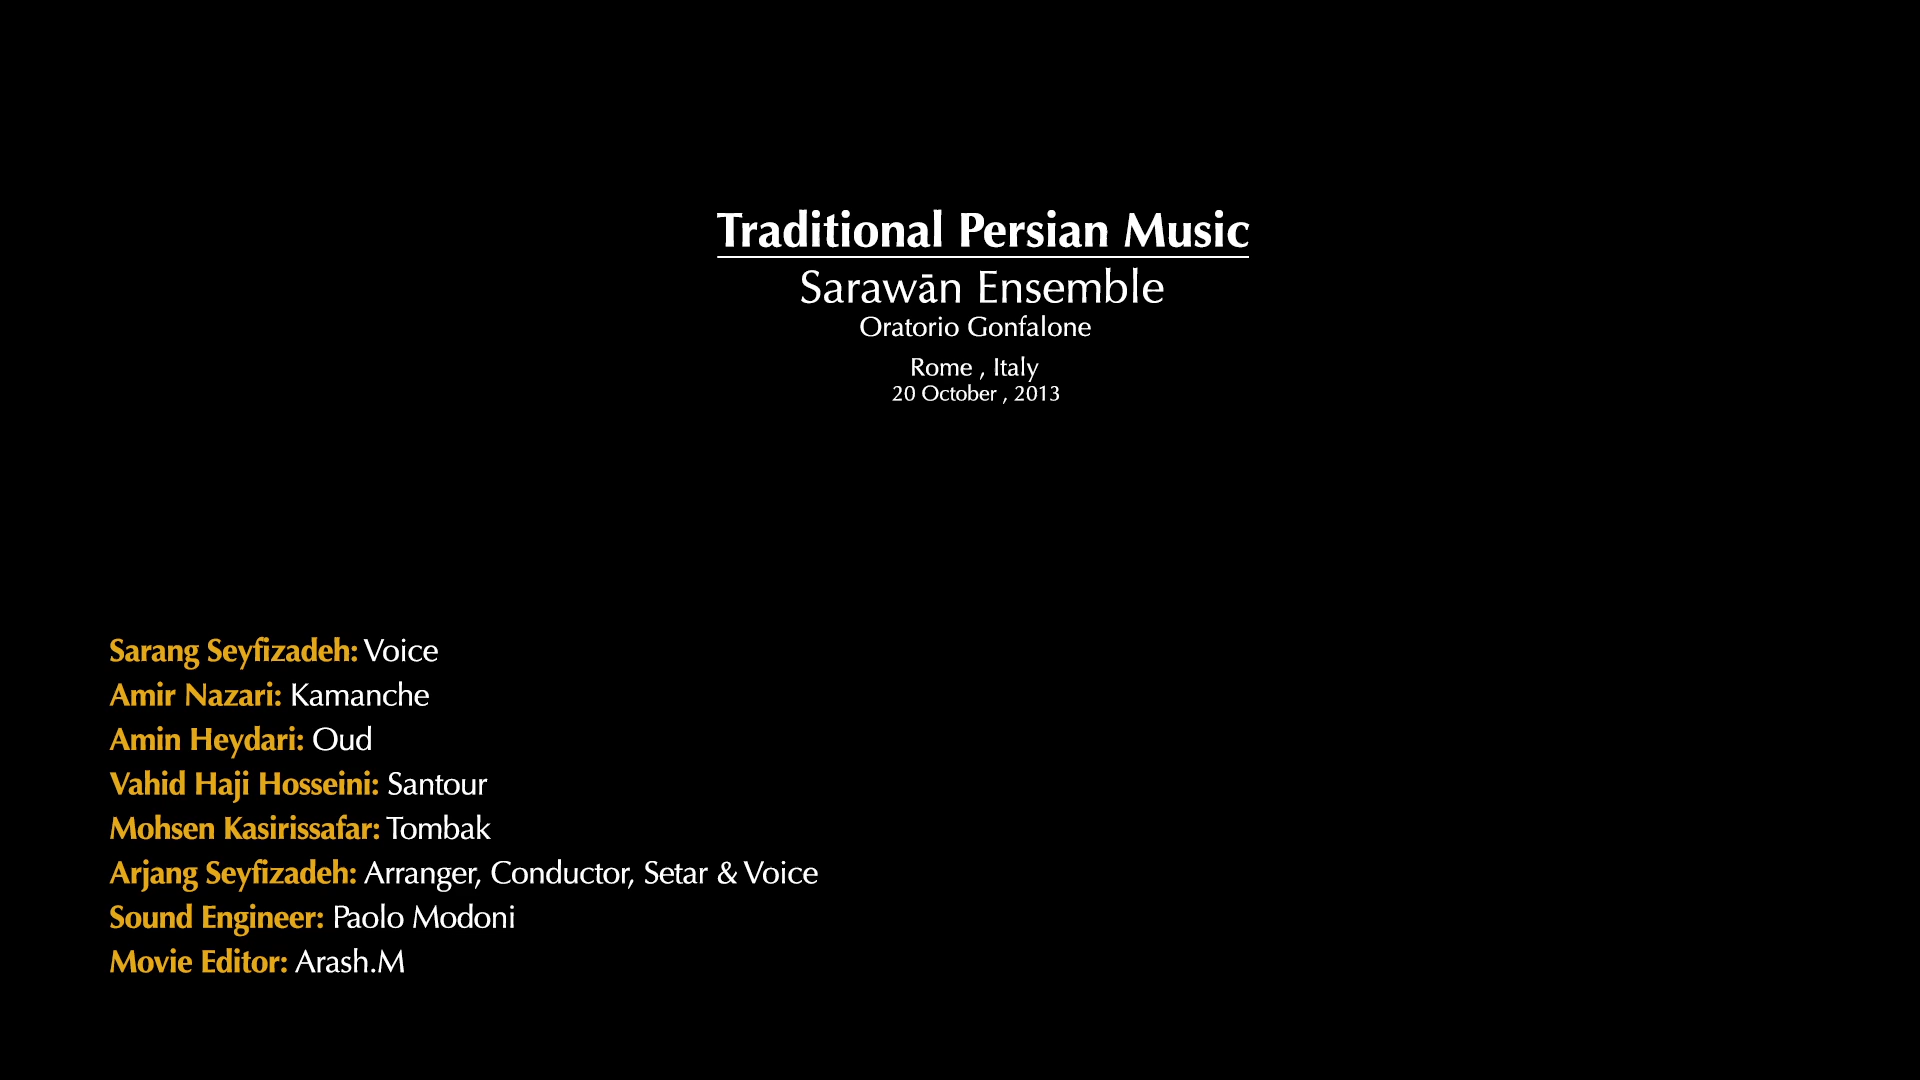 Traditional Persian Music
Sarawān Ensemble
Oratorio Gonfalone
Rome , Italy
20 October , 2013
Sarang Seyfizadeh: Voice
Amir Nazari: Kamanche
Amin Heydari: Oud
Vahid Haji Hosseini: Santour
Mohsen Kasirissafar: Tombak
Arjang Seyfizadeh: Arranger, Conductor, Setar & Voice
Sound Engineer: Paolo Modoni
Movie Editor: Arash.M